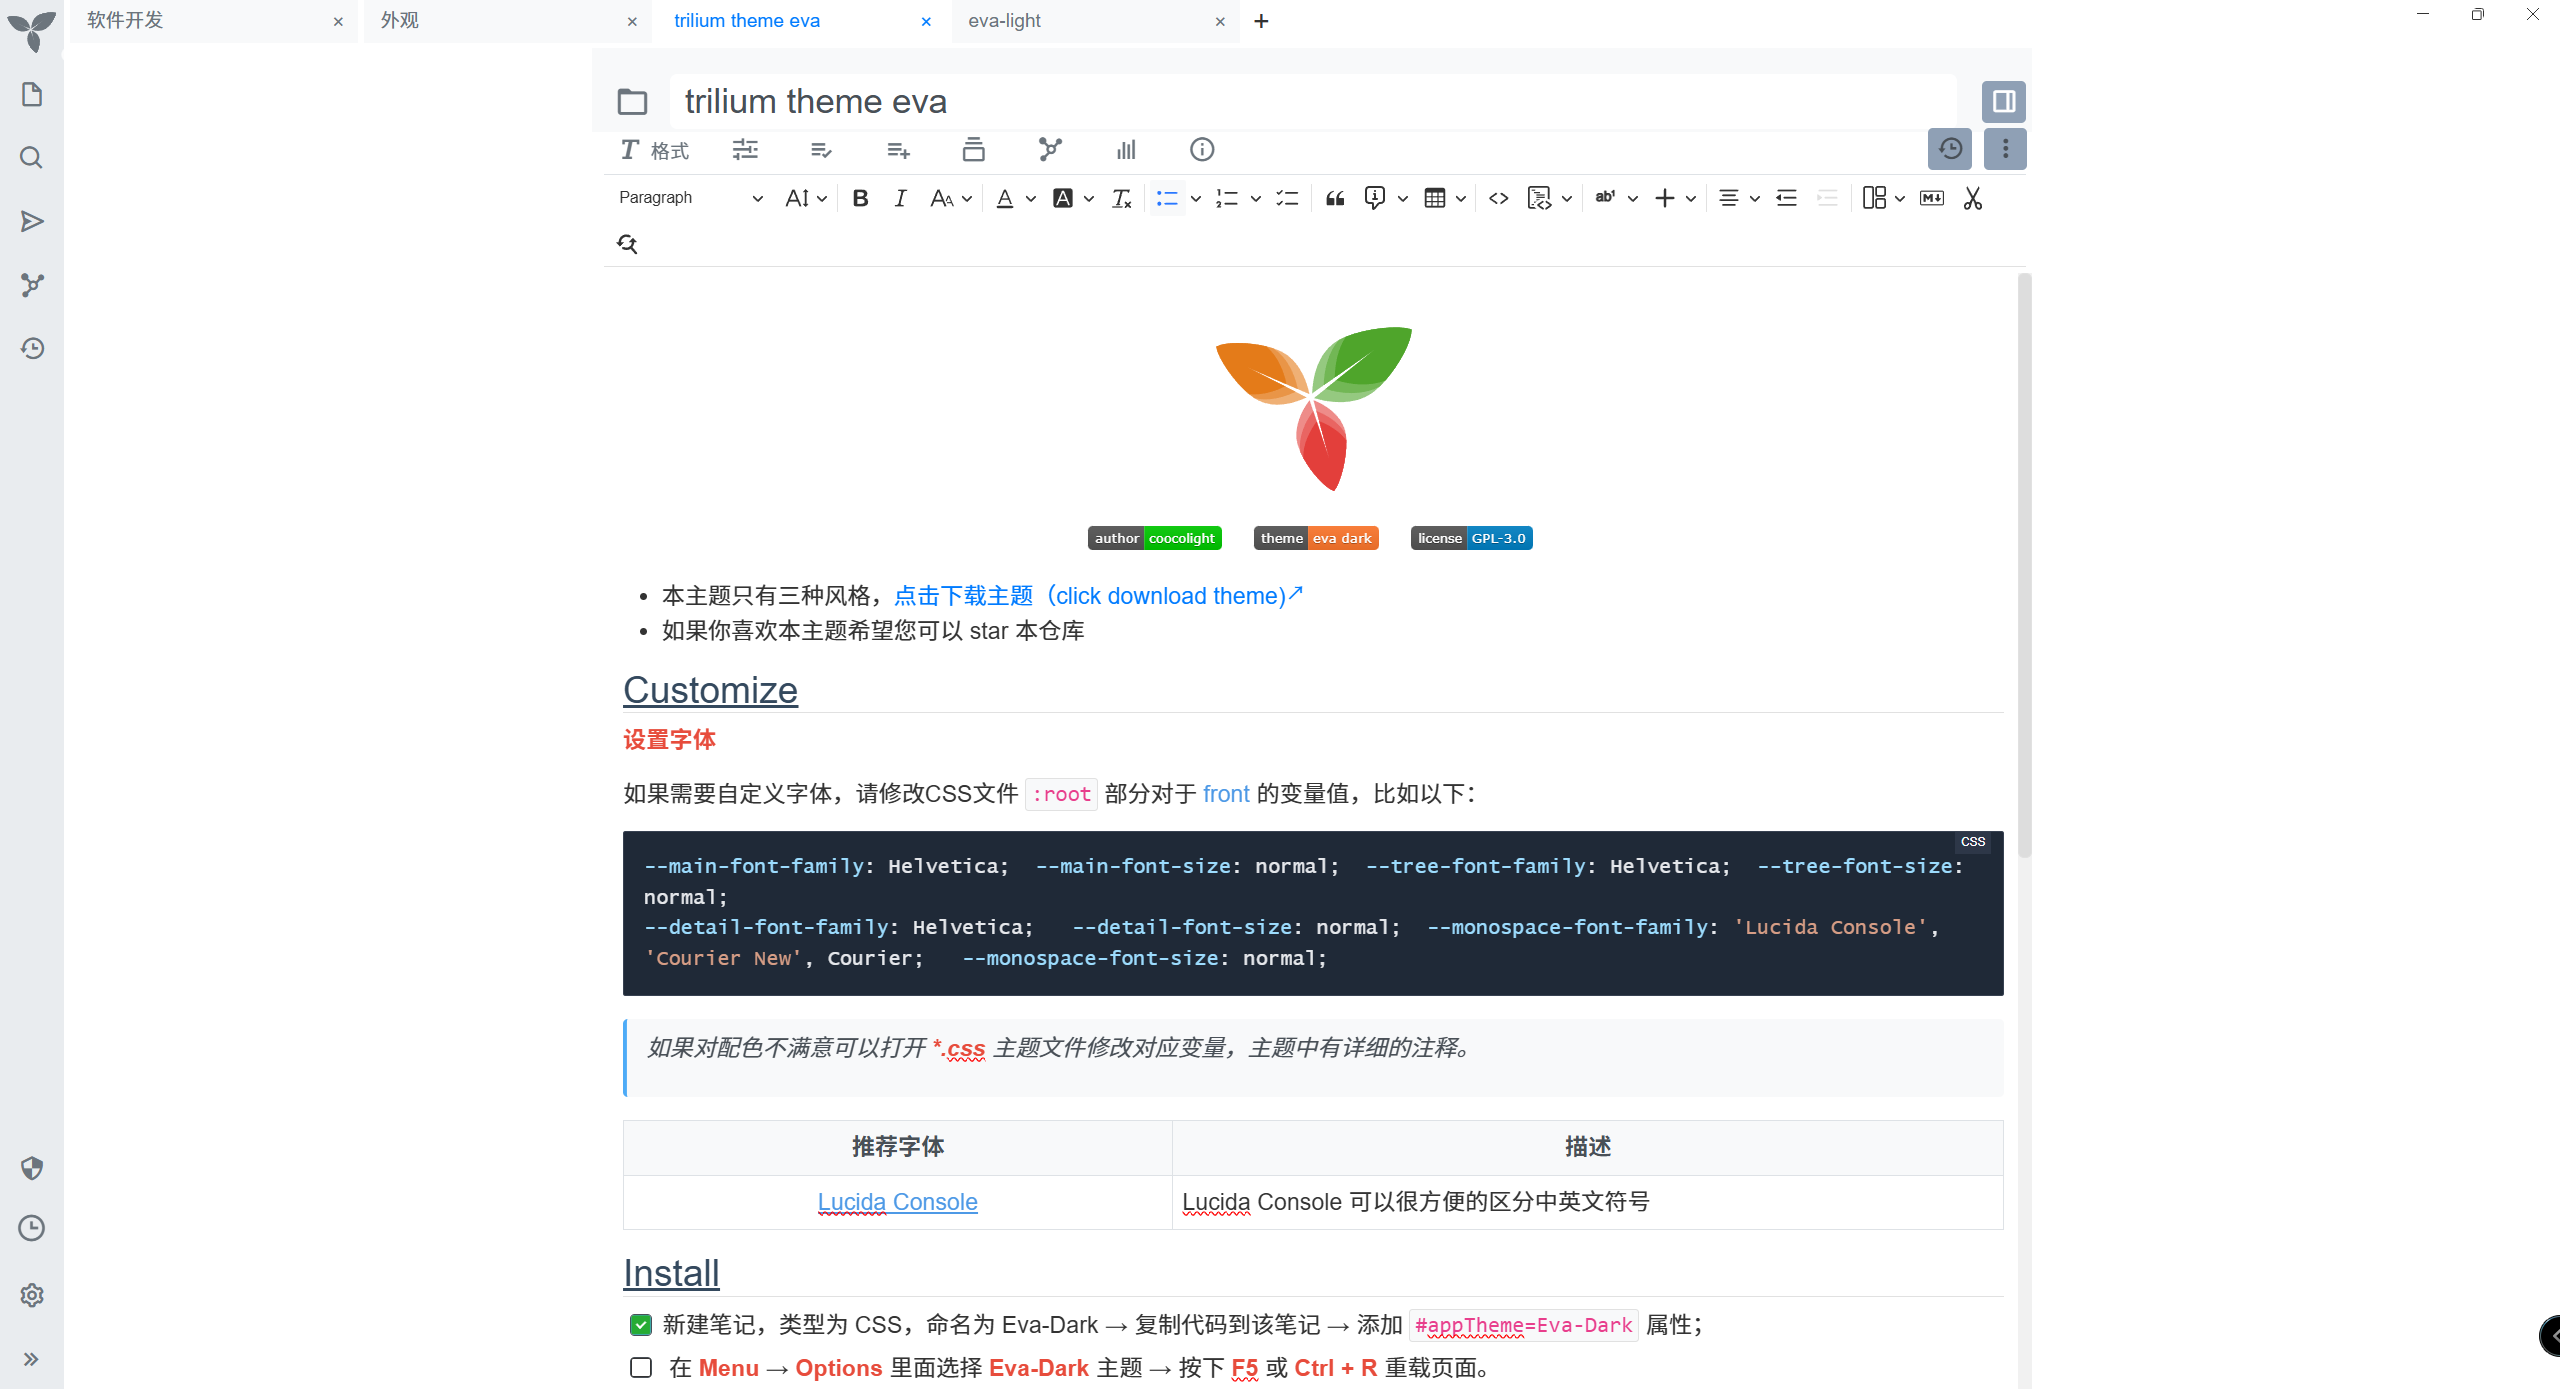 软件开发
外观
trilium theme eva
eva-light
trilium theme eva
格式
Paragraph
author coocolight
theme eva dark
license GPL-3.0
本主题只有三种风格，点击下载主题（click download theme)
如果你喜欢本主题希望您可以 star 本仓库
Customize
设置字体
如果需要自定义字体，请修改CSS文件 :root 部分对于 front 的变量值，比如以下：
CSS
--main-font-family: Helvetica;  --main-font-size: normal;  --tree-font-family: Helvetica;  --tree-font-size:
normal;
--detail-font-family: Helvetica;   --detail-font-size: normal;  --monospace-font-family: 'Lucida Console',
'Courier New', Courier;   --monospace-font-size: normal;
如果对配色不满意可以打开 *.css 主题文件修改对应变量，主题中有详细的注释。
推荐字体 描述
Lucida Console Lucida Console 可以很方便的区分中英文符号
Install
新建笔记，类型为 CSS，命名为 Eva-Dark → 复制代码到该笔记 → 添加 #appTheme=Eva-Dark 属性；
在 Menu → Options 里面选择 Eva-Dark 主题 → 按下 F5 或 Ctrl + R 重载页面。